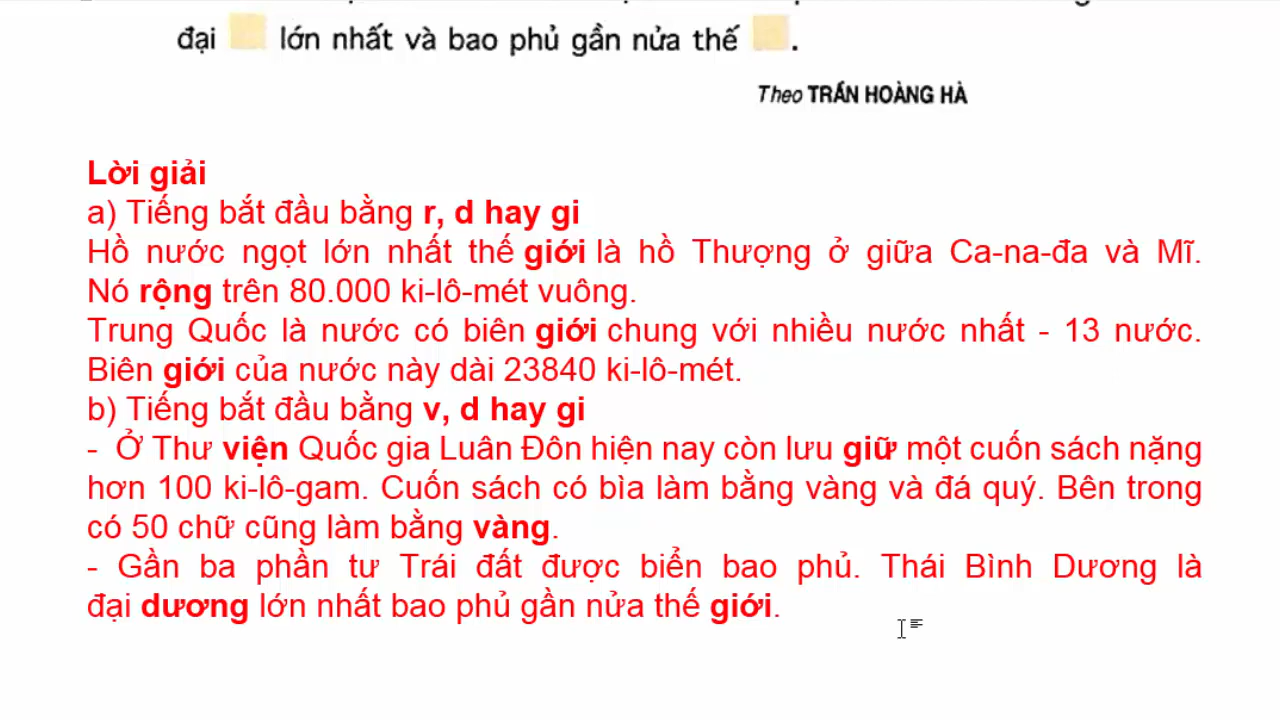 đại lớn nhất và bao phủ gần nửa thế .
Theo TRẦN HOÀNG HÀ
Lời giải
a) Tiếng bắt đầu bằng r, d hay gi
Hồ nước ngọt lớn nhất thế giới là hồ Thượng ở giữa Ca-na-đa và Mĩ.
Nó rộng trên 80.000 ki-lô-mét vuông.
Trung Quốc là nước có biên giới chung với nhiều nước nhất - 13 nước.
Biên giới của nước này dài 23840 ki-lô-mét.
b) Tiếng bắt đầu bằng v, d hay gi
- Ở Thư viện Quốc gia Luân Đôn hiện nay còn lưu giữ một cuốn sách nặng
hơn 100 ki-lô-gam. Cuốn sách có bìa làm bằng vàng và đá quý. Bên trong
có 50 chữ cũng làm bằng vàng.
- Gần ba phần tư Trái đất được biển bao phủ. Thái Bình Dương là
đại dương lớn nhất bao phủ gần nửa thế giới.